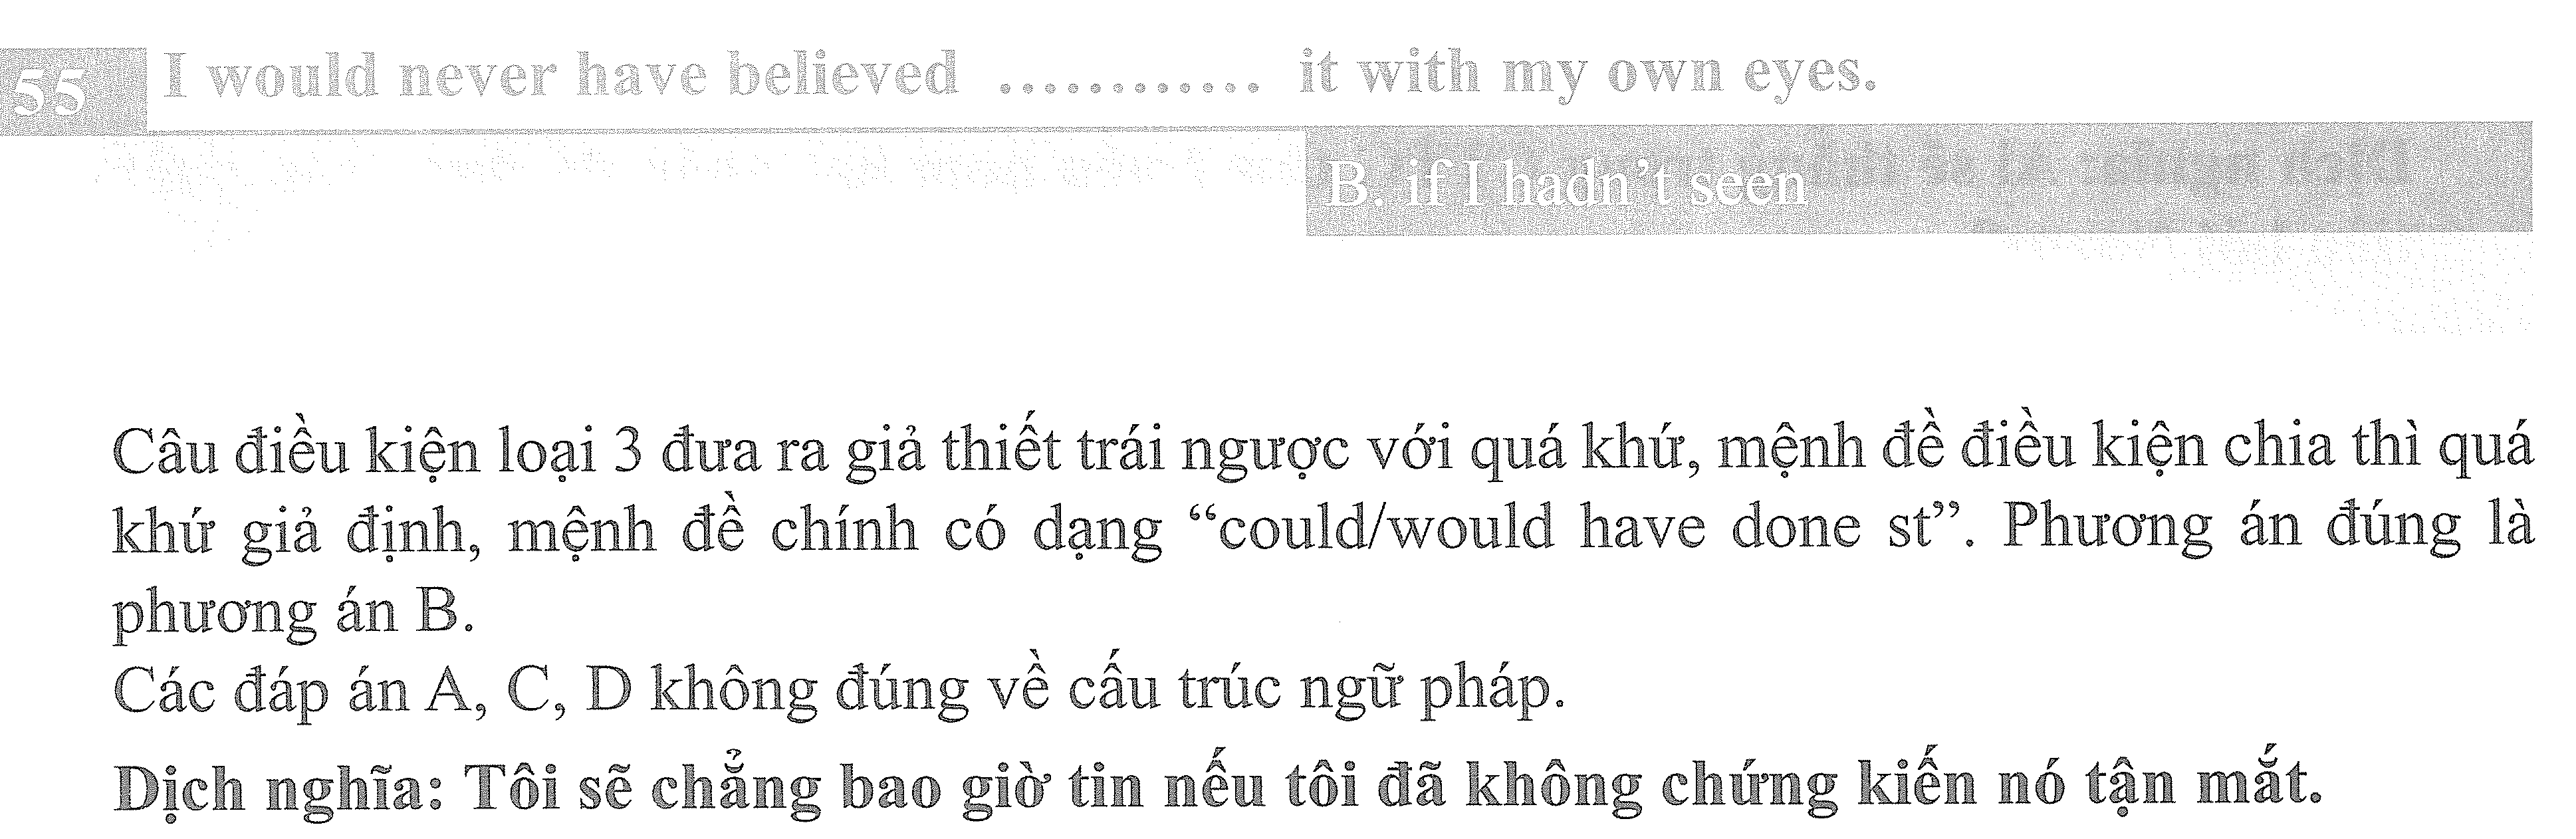 55 I would never have believed ............ it with my own eyes.
B. if I hadn't seen
Câu điều kiện loại 3 đưa ra giả thiết trái ngược với quá khứ, mệnh đề điều kiện chia thì quá
khứ giả định, mệnh đề chính có dạng “could/would have done st”. Phương án đúng là
phương án B.
Các đáp án A, C, D không đúng về cấu trúc ngữ pháp.
Dịch nghĩa: Tôi sẽ chẳng bao giờ tin nếu tôi đã không chứng kiến nó tận mắt.